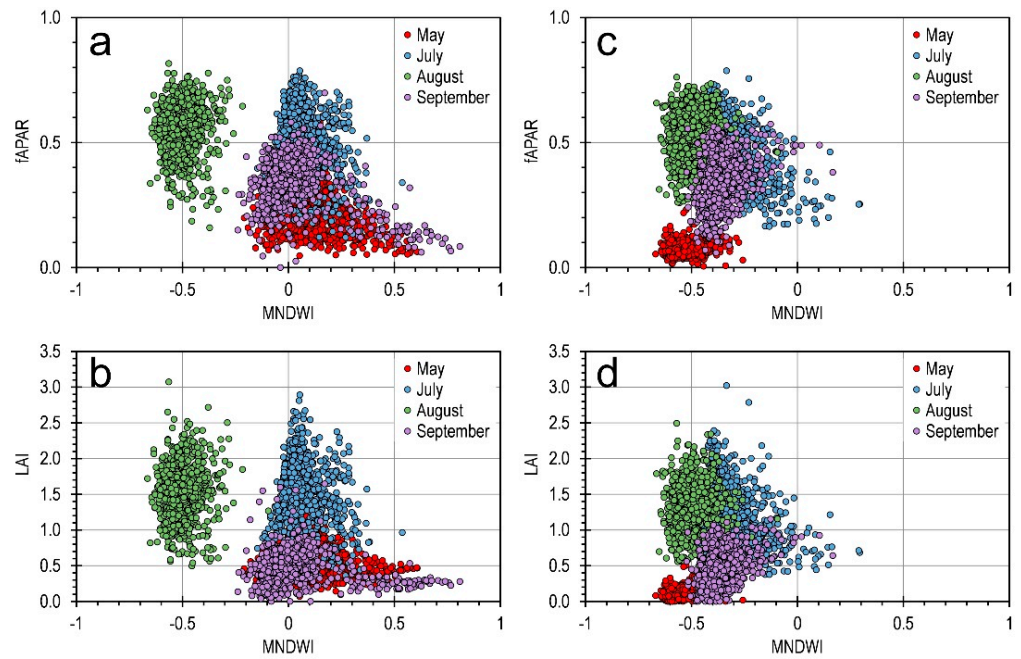 a
May
July
August
September
1.0
0.5
0.0
fAPAR
-1
-0.5
0
0.5
1
MNDWI
c
May
July
August
September
1.0
0.5
0.0
fAPAR
-1
-0.5
0
0.5
1
MNDWI
b
May
July
August
September
3.5
3.0
2.5
2.0
1.5
1.0
0.5
0.0
LAI
-1
-0.5
0
0.5
1
MNDWI
d
May
July
August
September
3.5
3.0
2.5
2.0
1.5
1.0
0.5
0.0
LAI
-1
-0.5
0
0.5
1
MNDWI